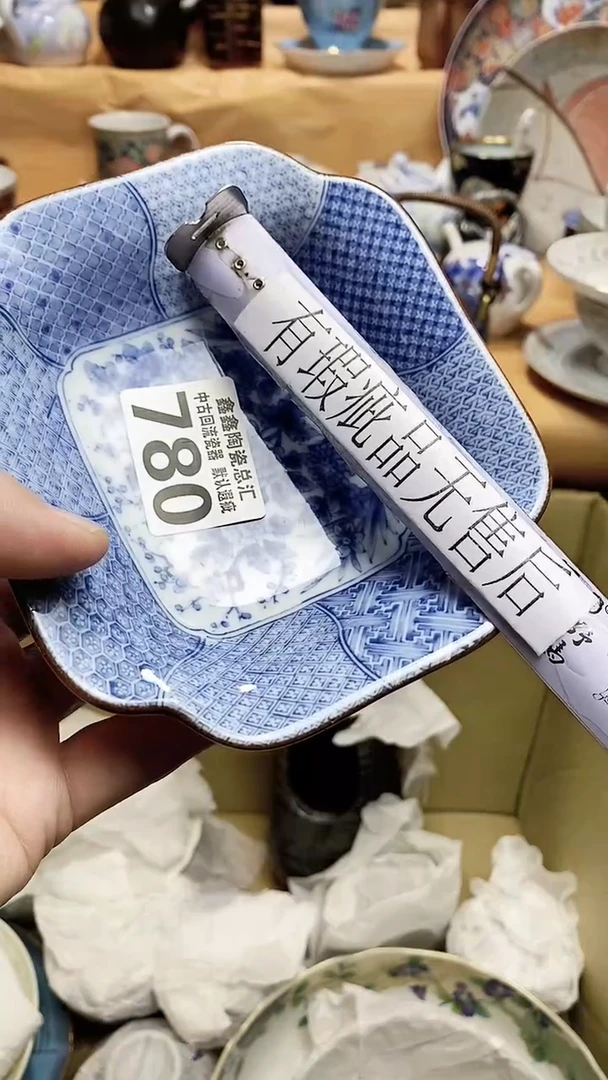 有瑕疵品无售后
鑫鑫陶瓷总汇
中古回流瓷器 默认退疵
780